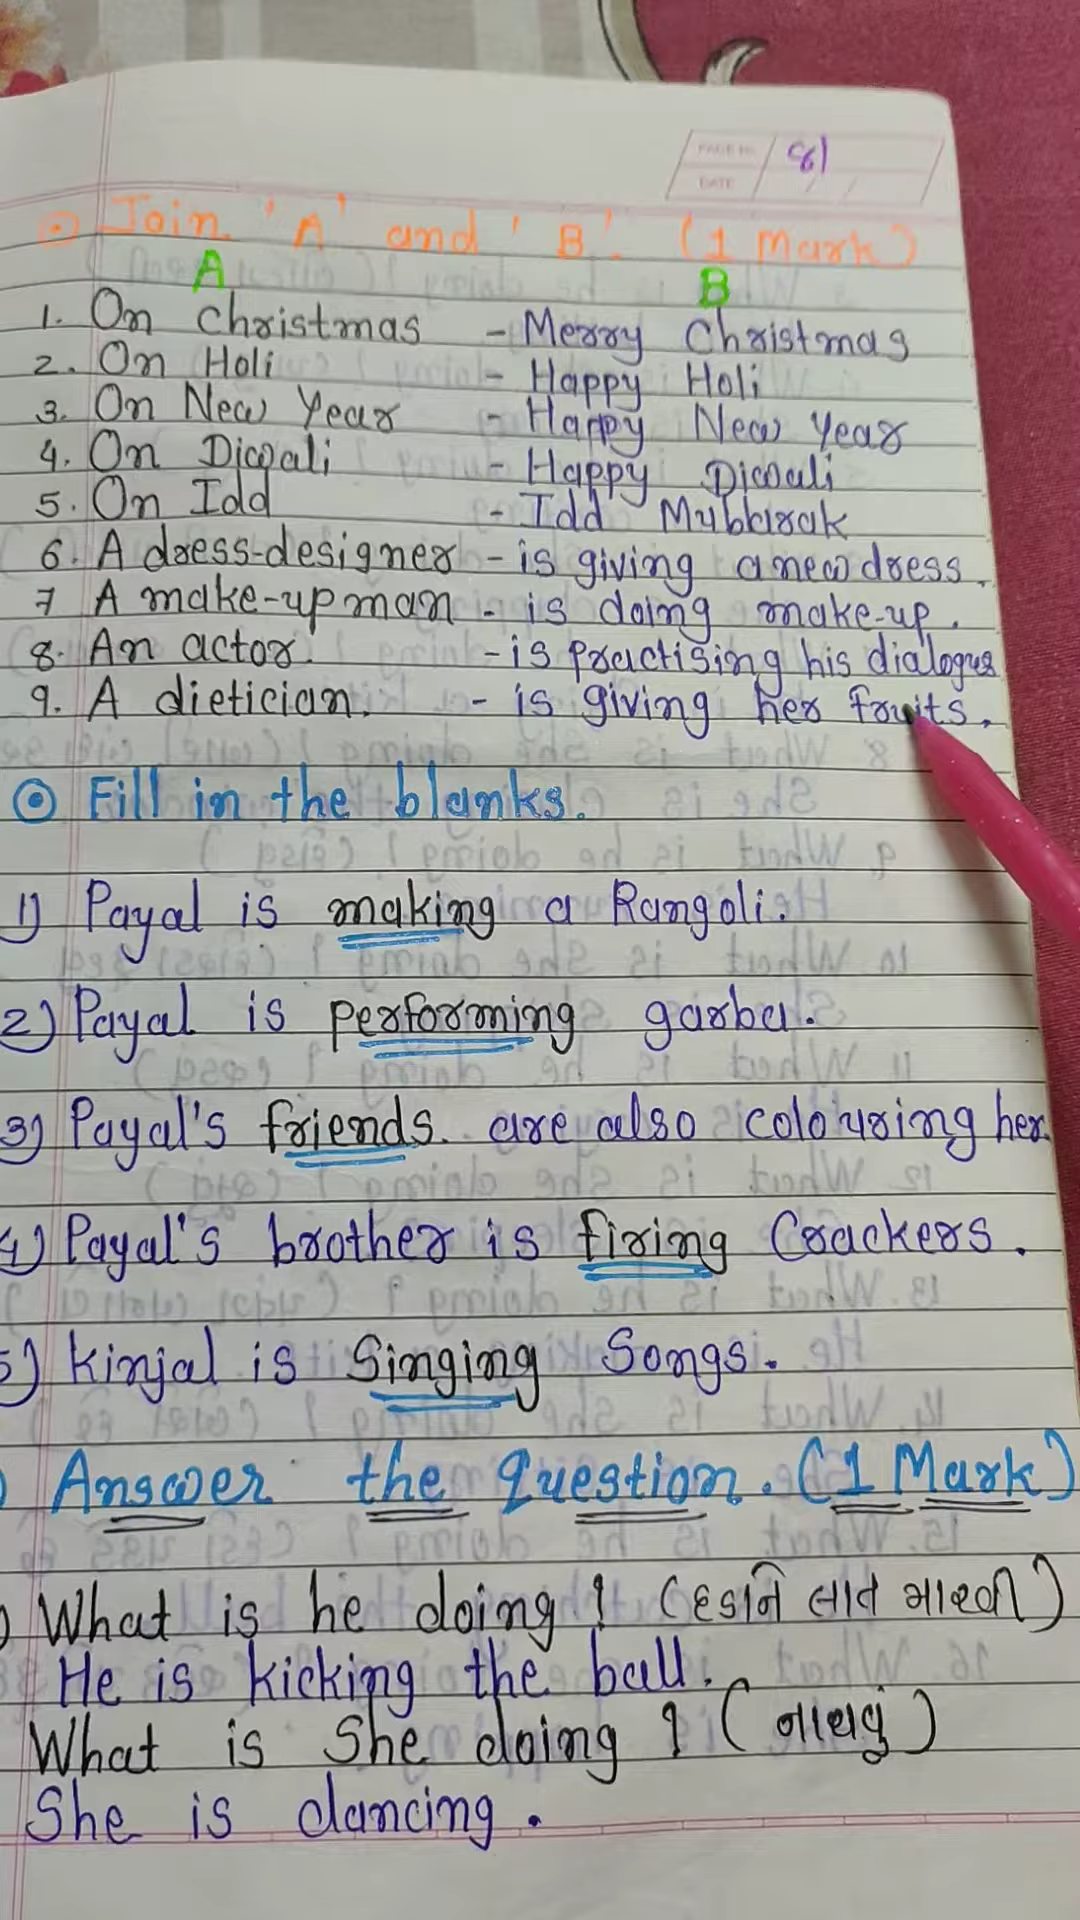 PAGE No.
DATE
Join 'A' and 'B'. (1 Mark)
A B
1. On Christmas - Merry Christmas
2. On Holi - Happy Holi
3. On New Year - Happy New Year
4. On Diwali - Happy Diwali
5. On Idd - Idd Mubbarak
6. A dress-designer - is giving a new dress.
7 A make-up man - is doing make-up.
8. An actor. - is practising his dialogue
9. A dietician. - is giving her fruits.
Fill in the blanks.
1) Payal is making a Rangoli.
2) Payal is performing garba.
3) Payal's friends. are also colouring her.
4) Payal's brother is firing Crackers.
5) Kinjal is Singing Songs.
Answer the Question. (1 Mark)
What is he doing ? (દડાને લાત મારવી)
He is kicking the ball.
What is She doing ? (નાચવું)
She is dancing.